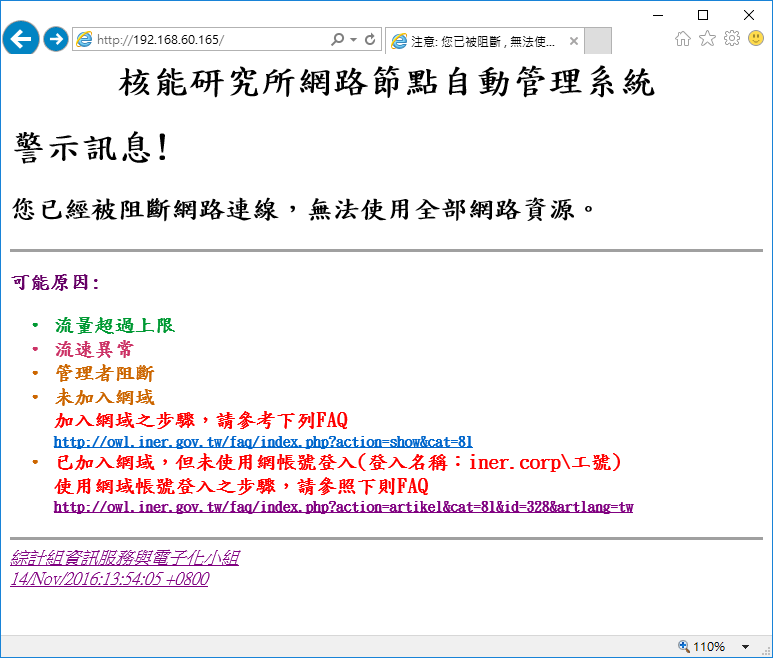 http://192.168.60.165/
注意: 您已被阻斷 , 無法使...
核能研究所網路節點自動管理系統
警示訊息!
您已經被阻斷網路連線，無法使用全部網路資源。
可能原因:
• 流量超過上限
• 流速異常
• 管理者阻斷
• 未加入網域
加入網域之步驟，請參考下列FAQ
http://owl.iner.gov.tw/faq/index.php?action=show&cat=81
• 已加入網域，但未使用網帳號登入(登入名稱：iner.corp\工號)
使用網域帳號登入之步驟，請參照下則FAQ
http://owl.iner.gov.tw/faq/index.php?action=artikel&cat=81&id=328&artlang=tw
綜計組資訊服務與電子化小組
14/Nov/2016:13:54:05 +0800
110%